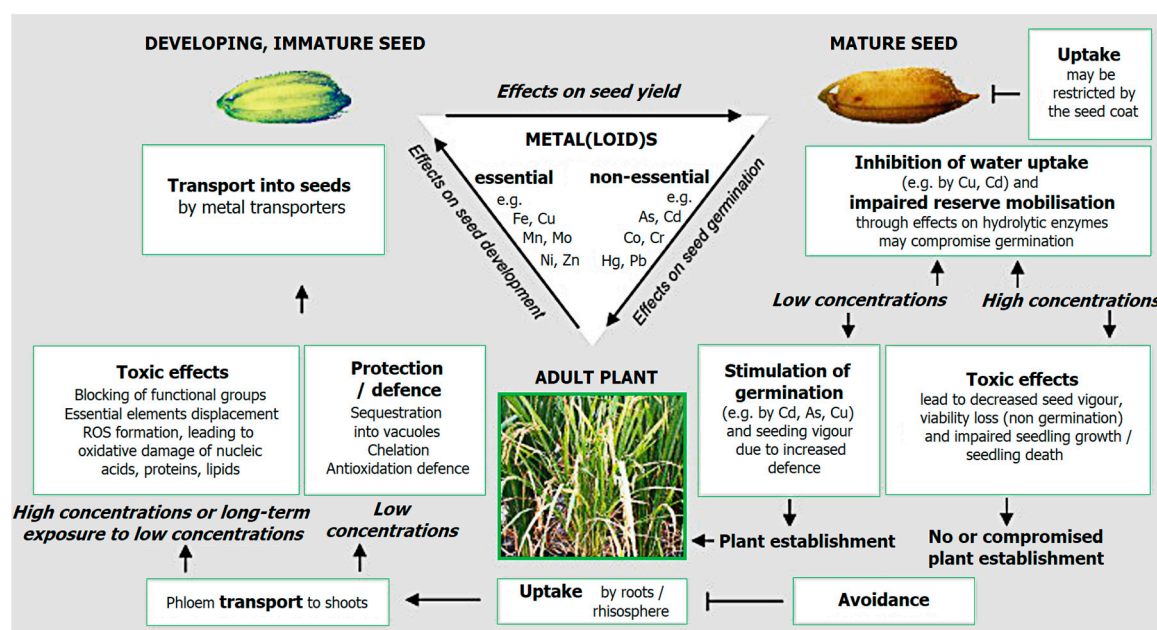 DEVELOPING, IMMATURE SEED
MATURE SEED
Uptake
may be
restricted by
the seed coat
Effects on seed yield
METAL(LOID)S
essential
e.g.
Fe, Cu
Mn, Mo
Ni, Zn
non-essential
e.g.
As, Cd
Co, Cr
Hg, Pb
Effects on seed development
Effects on seed germination
Transport into seeds
by metal transporters
Inhibition of water uptake
(e.g. by Cu, Cd) and
impaired reserve mobilisation
through effects on hydrolytic enzymes
may compromise germination
Low concentrations
High concentrations
Toxic effects
Blocking of functional groups
Essential elements displacement
ROS formation, leading to
oxidative damage of nucleic
acids, proteins, lipids
Protection
/ defence
Sequestration
into vacuoles
Chelation
Antioxidation defence
ADULT PLANT
Stimulation of
germination
(e.g. by Cd, As, Cu)
and seeding vigour
due to increased
defence
Toxic effects
lead to decreased seed vigour,
viability loss (non germination)
and impaired seedling growth /
seedling death
High concentrations or long-term
exposure to low concentrations
Low
concentrations
Plant establishment
No or compromised
plant establishment
Phloem transport to shoots
Uptake by roots /
rhisosphere
Avoidance